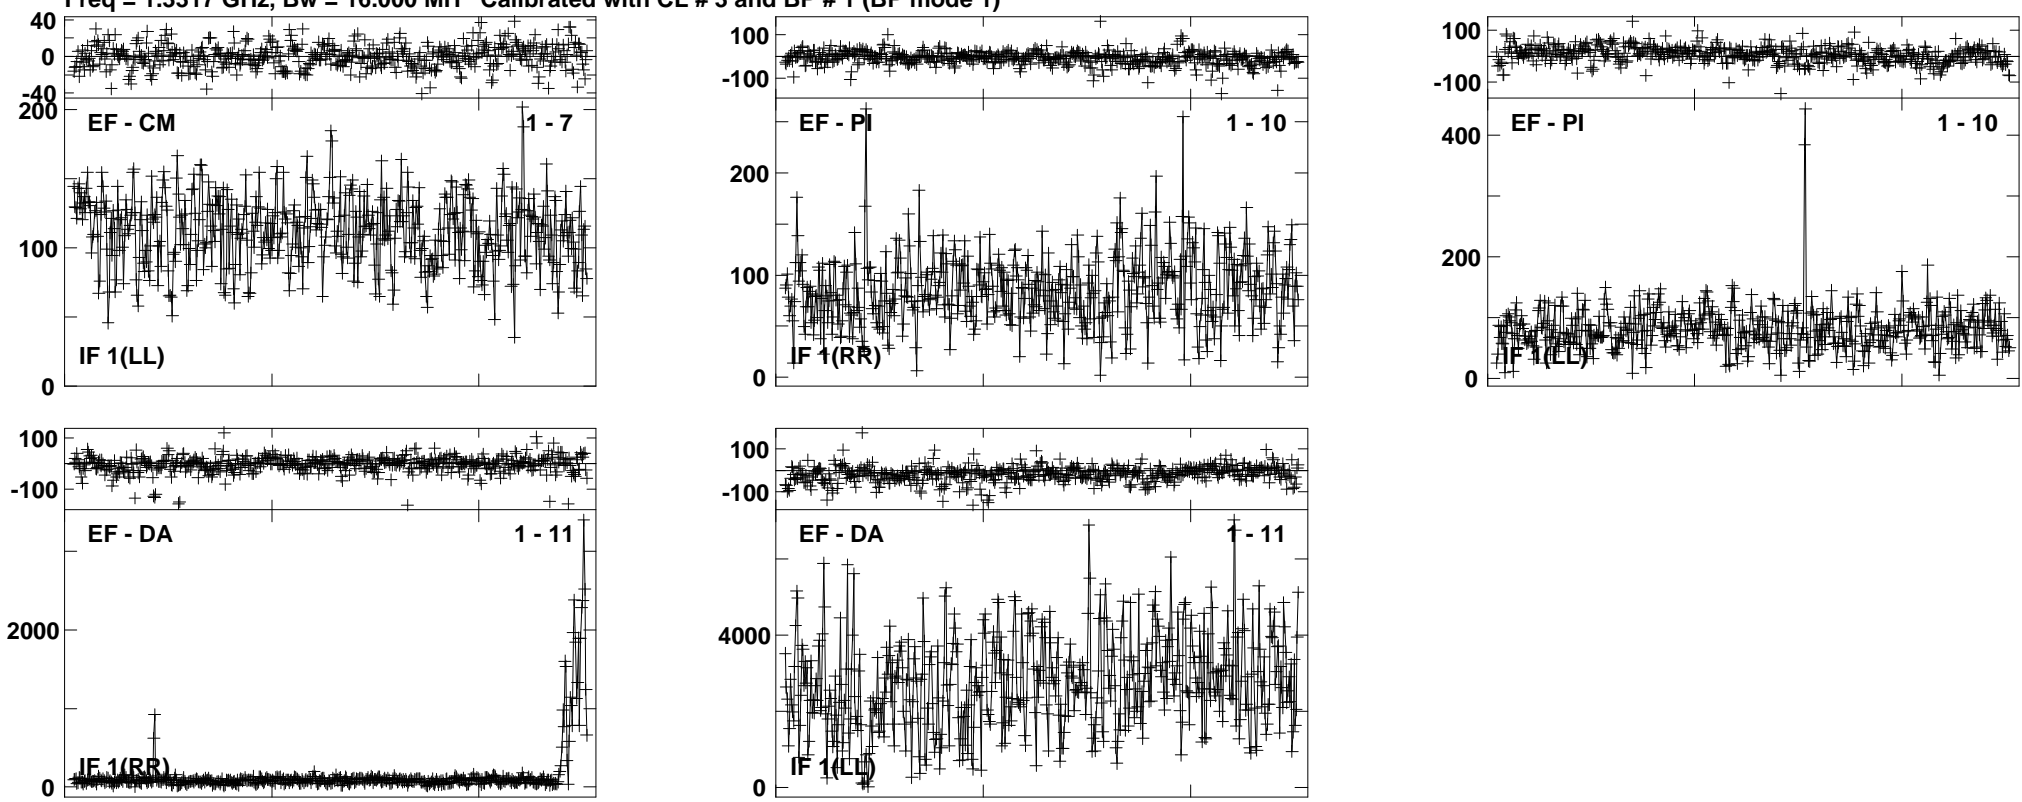 Calibrated with CL # 3 and BP # 1 (BP mode 1)
40
0
-40
200
EF - CM
1 - 7
100
IF 1(LL)
0
100
-100
EF - PI
1 - 10
200
100
IF 1(RR)
0
100
-100
EF - PI
1 - 10
400
200
IF 1(LL)
0
100
-100
EF - DA
1 - 11
2000
IF 1(RR)
0
100
-100
EF - DA
1 - 11
4000
IF 1(LL)
0